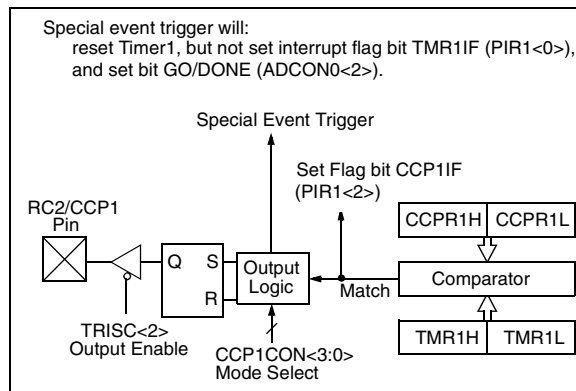 Special event trigger will:
reset Timer1, but not set interrupt flag bit TMR1IF (PIR1<0>),
and set bit GO/DONE (ADCON0<2>).
Special Event Trigger
Set Flag bit CCP1IF
(PIR1<2>)
RC2/CCP1
Pin
CCPR1H CCPR1L
Q S
R
Output
Logic
Match
Comparator
TRISC<2>
Output Enable
CCP1CON<3:0>
Mode Select
TMR1H TMR1L